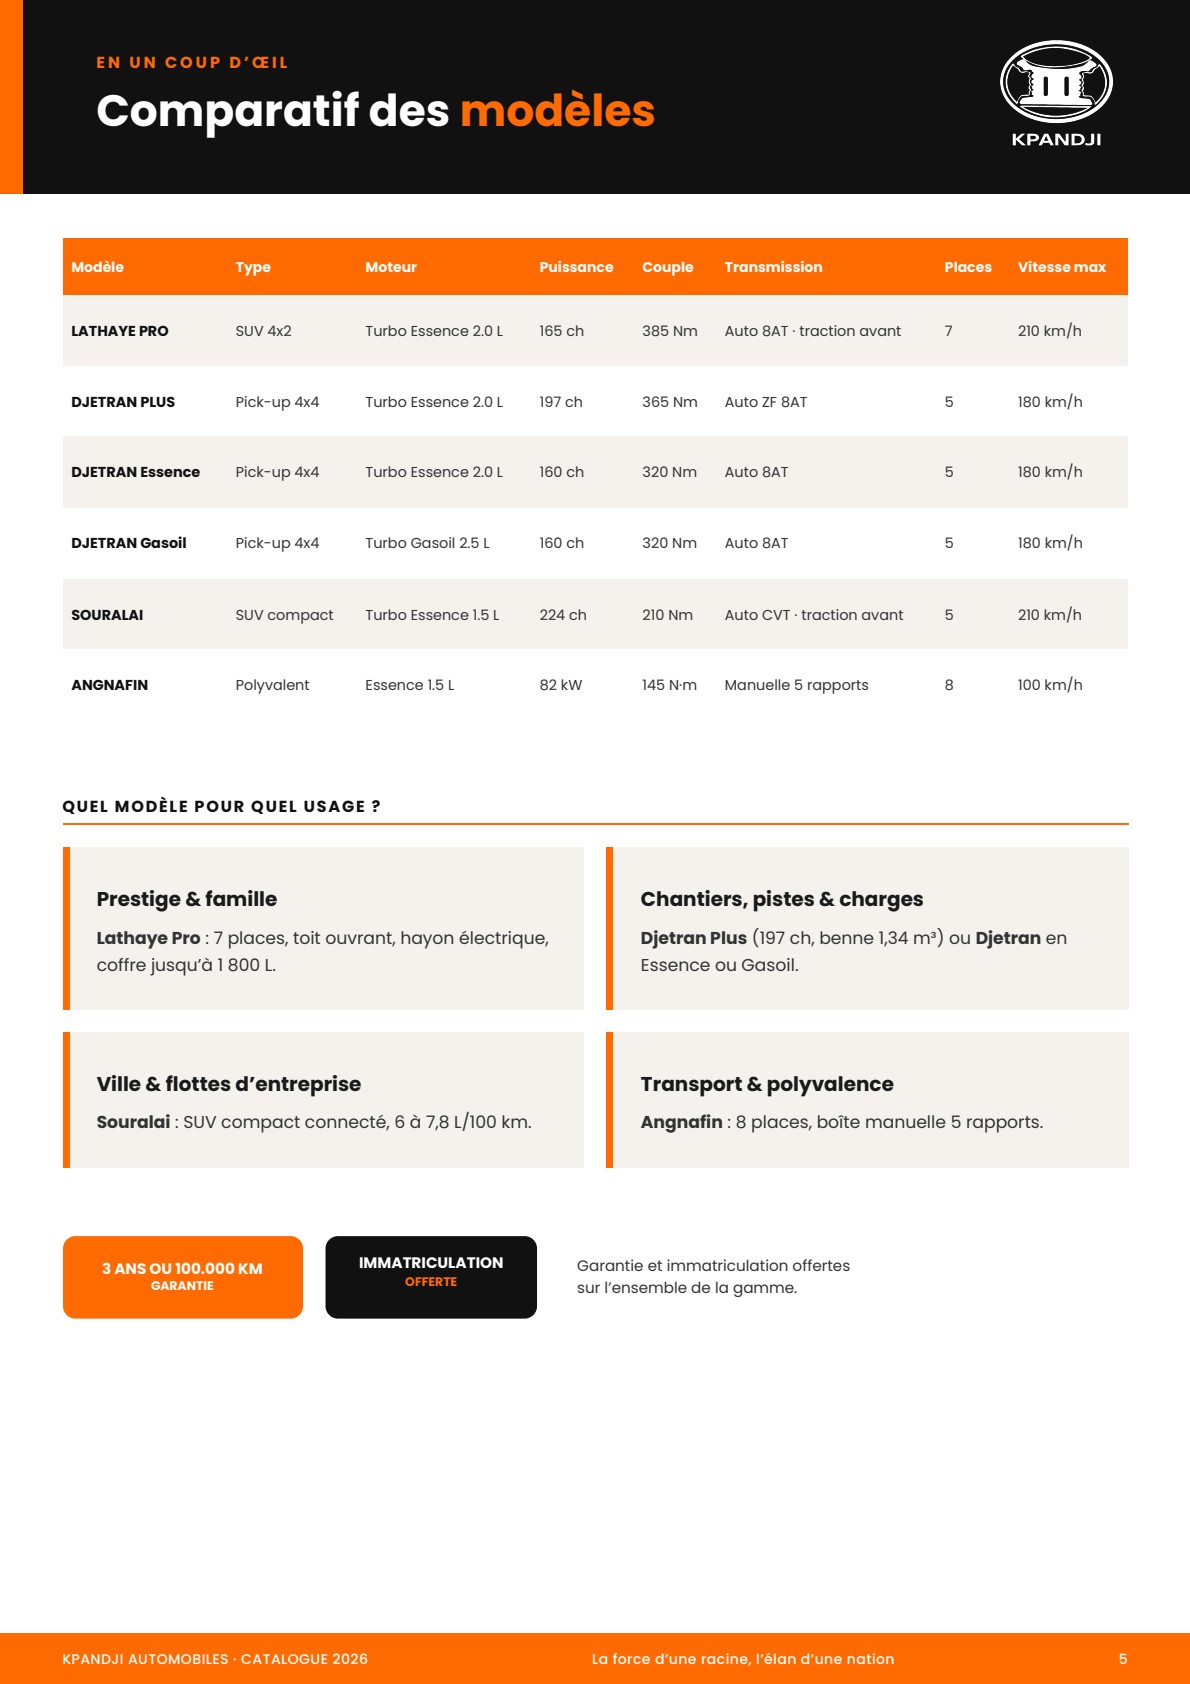 EN UN COUP D’ŒIL
Comparatif des modèles
KPANDJI
Modèle Type Moteur Puissance Couple Transmission Places Vitesse max
LATHAYE PRO SUV 4x2 Turbo Essence 2.0 L 165 ch 385 Nm Auto 8AT · traction avant 7 210 km/h
DJETRAN PLUS Pick-up 4x4 Turbo Essence 2.0 L 197 ch 365 Nm Auto ZF 8AT 5 180 km/h
DJETRAN Essence Pick-up 4x4 Turbo Essence 2.0 L 160 ch 320 Nm Auto 8AT 5 180 km/h
DJETRAN Gasoil Pick-up 4x4 Turbo Gasoil 2.5 L 160 ch 320 Nm Auto 8AT 5 180 km/h
SOURALAI SUV compact Turbo Essence 1.5 L 224 ch 210 Nm Auto CVT · traction avant 5 210 km/h
ANGNAFIN Polyvalent Essence 1.5 L 82 kW 145 N·m Manuelle 5 rapports 8 100 km/h
QUEL MODÈLE POUR QUEL USAGE ?
Prestige & famille
Lathaye Pro : 7 places, toit ouvrant, hayon électrique,
coffre jusqu’à 1 800 L.
Chantiers, pistes & charges
Djetran Plus (197 ch, benne 1,34 m³) ou Djetran en
Essence ou Gasoil.
Ville & flottes d’entreprise
Souralai : SUV compact connecté, 6 à 7,8 L/100 km.
Transport & polyvalence
Angnafin : 8 places, boîte manuelle 5 rapports.
3 ANS OU 100.000 KM
GARANTIE
IMMATRICULATION
OFFERTE
Garantie et immatriculation offertes
sur l’ensemble de la gamme.
KPANDJI AUTOMOBILES · CATALOGUE 2026 La force d’une racine, l’élan d’une nation 5